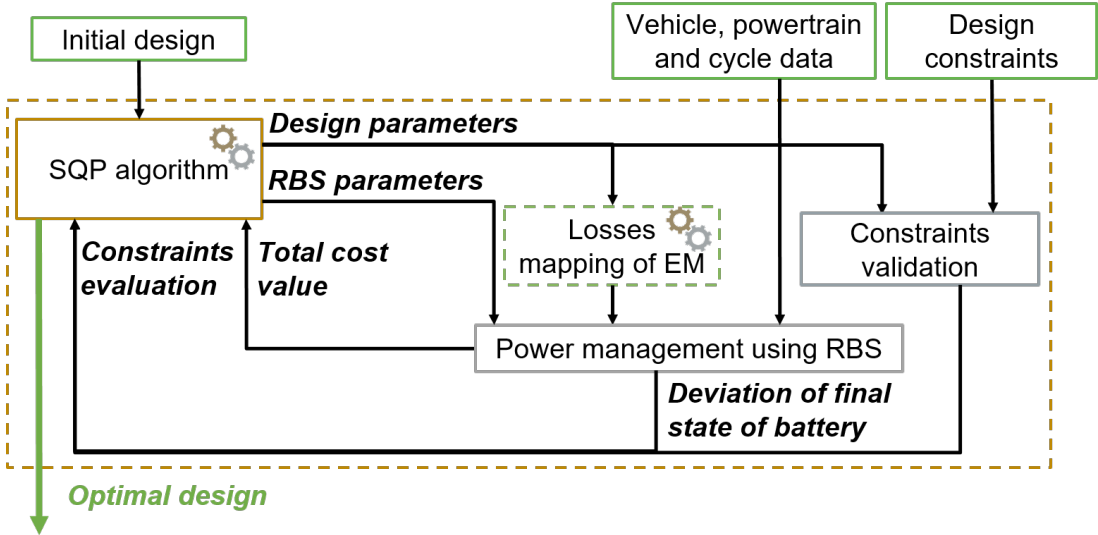 Initial design
Vehicle, powertrain
and cycle data
Design
constraints
Design parameters
SQP algorithm
RBS parameters
Losses
mapping of EM
Constraints
validation
Constraints
evaluation
Total cost
value
Power management using RBS
Deviation of final
state of battery
Optimal design